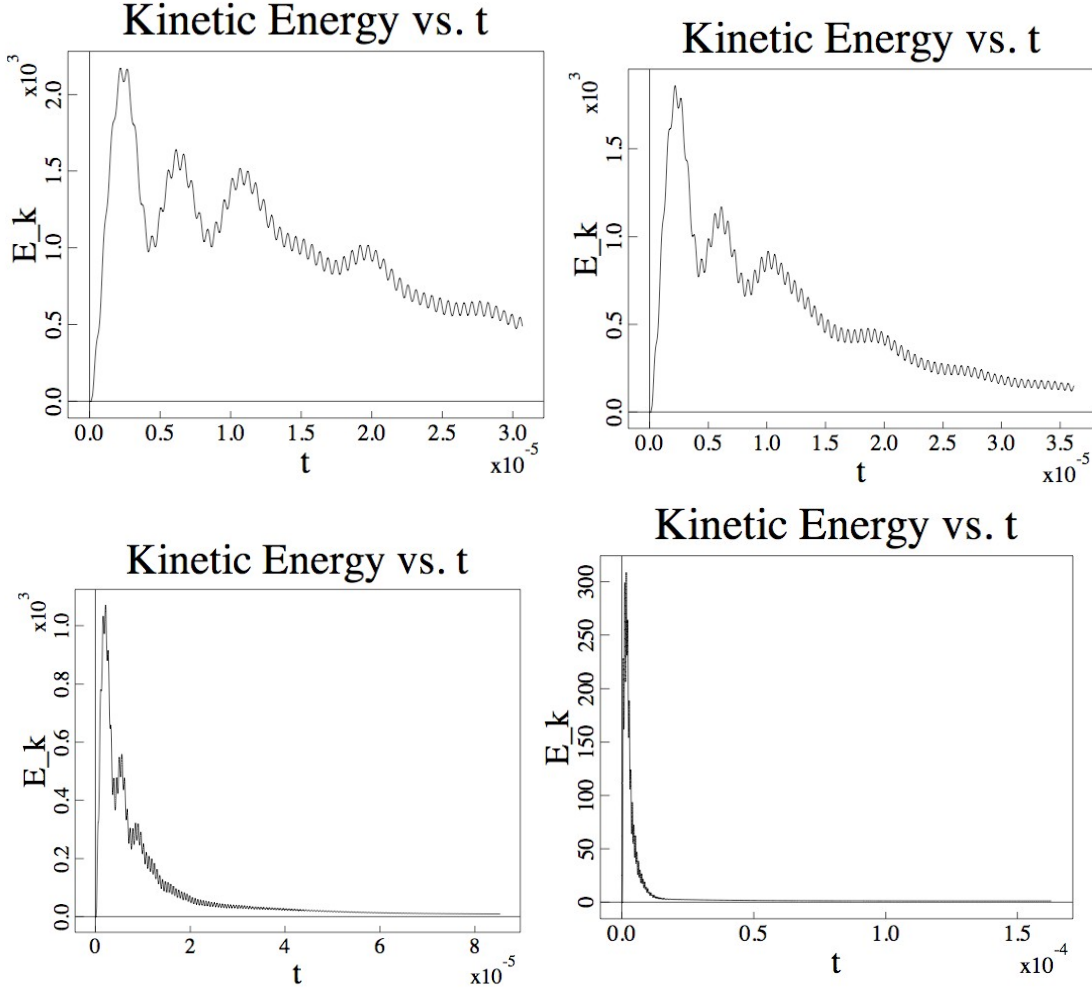 Kinetic Energy vs. t
x10^3
E_k
2.0
1.5
1.0
0.5
0.0
0.0 0.5 1.0 1.5 2.0 2.5 3.0
x10^-5
t
Kinetic Energy vs. t
x10^3
E_k
1.5
1.0
0.5
0.0
0.0 0.5 1.0 1.5 2.0 2.5 3.0 3.5
x10^-5
t
Kinetic Energy vs. t
x10^3
E_k
1.0
0.8
0.6
0.4
0.2
0.0
0 2 4 6 8
x10^-5
t
Kinetic Energy vs. t
E_k
300
250
200
150
100
50
0
0.0 0.5 1.0 1.5
x10^-4
t